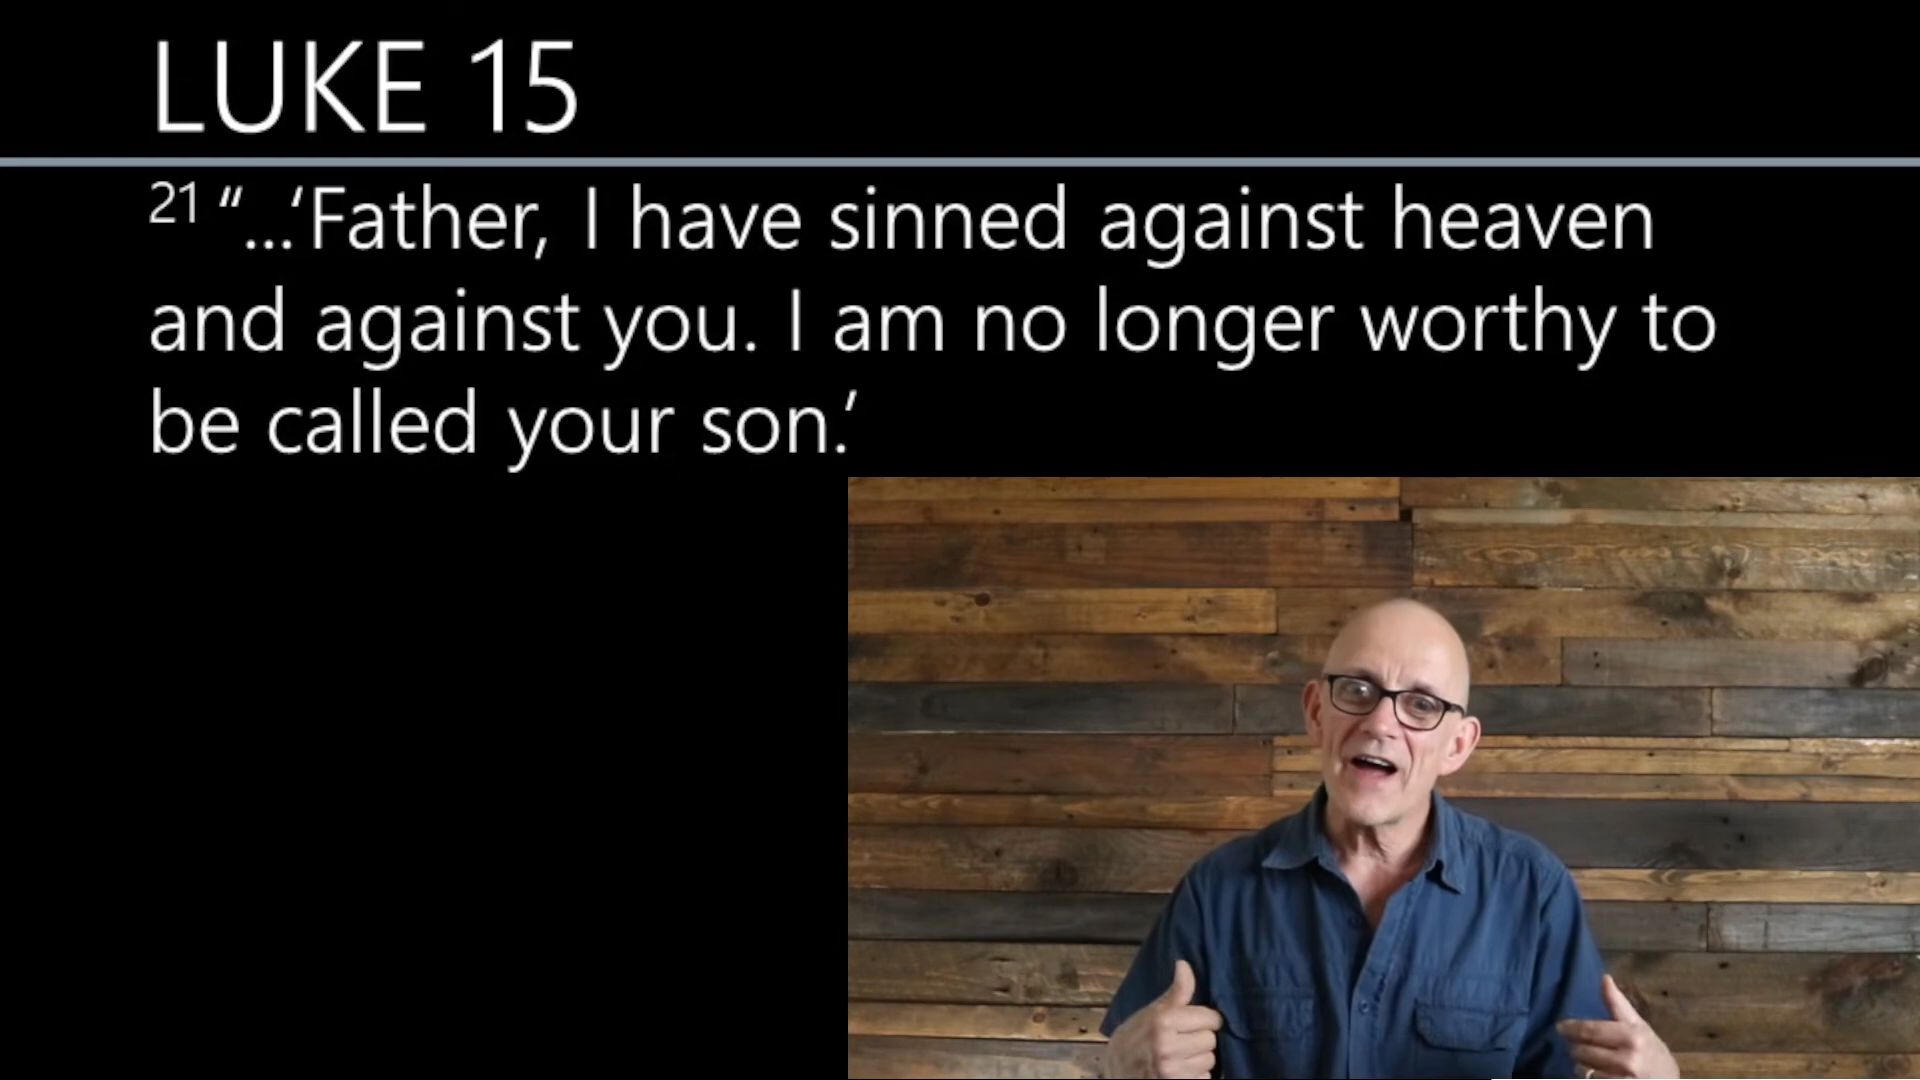 LUKE 15
21 “...‘Father, I have sinned against heaven
and against you. I am no longer worthy to
be called your son.’